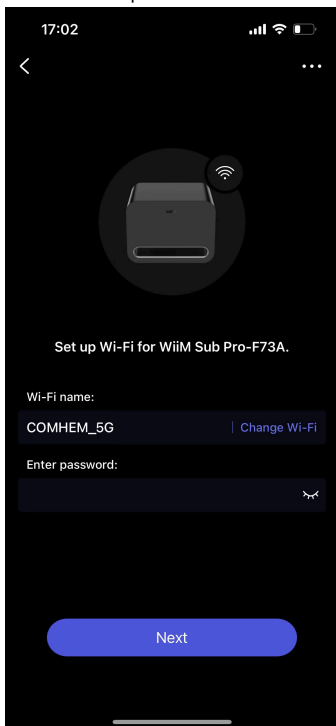 17:02
Set up Wi-Fi for WiiM Sub Pro-F73A.
Wi-Fi name:
COMHEM_5G
Change Wi-Fi
Enter password:
Next